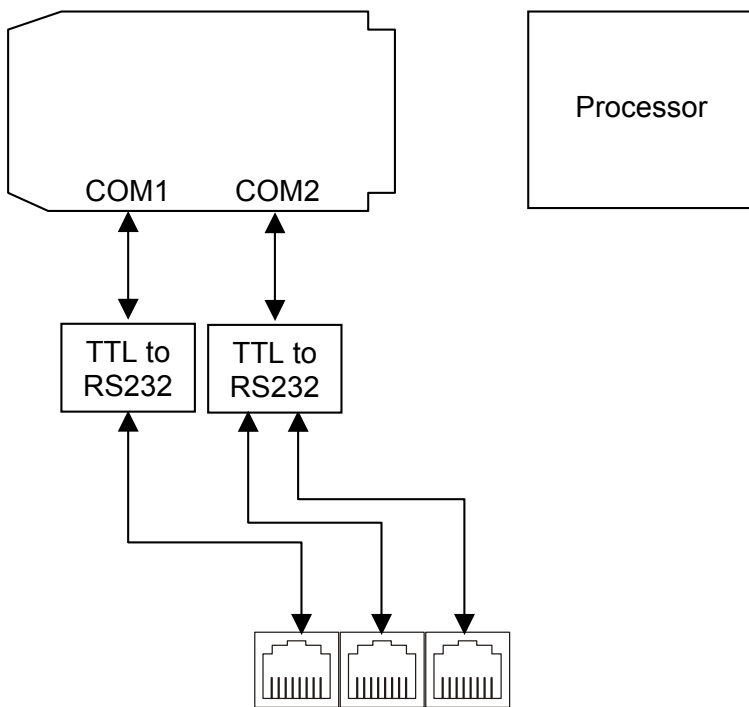 Processor
COM1
COM2
TTL to
RS232
TTL to
RS232